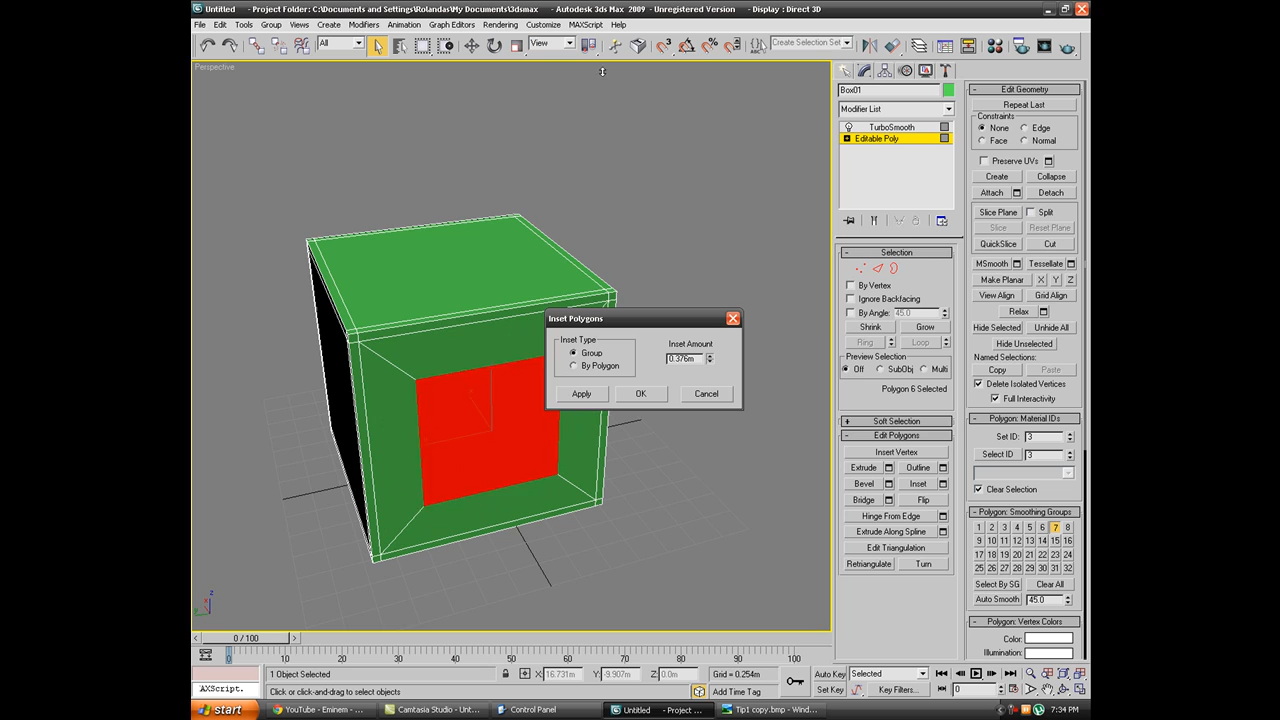 Untitled - Project Folder: C:\Documents and Settings\Rolandas\My Documents\3dsmax - Autodesk 3ds Max 2009 - Unregistered Version - Display : Direct 3D
File Edit Tools Group Views Create Modifiers Animation Graph Editors Rendering Customize MAXScript Help
All View Create Selection Set
Perspective
Box01
Modifier List
TurboSmooth
Editable Poly
Selection
By Vertex
Ignore Backfacing
By Angle: 45.0
Shrink Grow
Ring Loop
Preview Selection
Off SubObj Multi
Polygon 6 Selected
Soft Selection
Edit Polygons
Insert Vertex
Extrude Outline
Bevel Inset
Bridge Flip
Hinge From Edge
Extrude Along Spline
Edit Triangulation
Retriangulate Turn
Edit Geometry
Repeat Last
Constraints
None Edge
Face Normal
Preserve UVs
Create Collapse
Attach Detach
Slice Plane Split
Slice Reset Plane
QuickSlice Cut
MSmooth Tessellate
Make Planar X Y Z
View Align Grid Align
Relax
Hide Selected Unhide All
Hide Unselected
Named Selections:
Copy Paste
Delete Isolated Vertices
Full Interactivity
Polygon: Material IDs
Set ID: 3
Select ID 3
Clear Selection
Polygon: Smoothing Groups
1 2 3 4 5 6 7 8
9 10 11 12 13 14 15 16
17 18 19 20 21 22 23 24
25 26 27 28 29 30 31 32
Select By SG Clear All
Auto Smooth 45.0
Polygon: Vertex Colors
Color:
Illumination:
Inset Polygons
Inset Type
Group
By Polygon
Inset Amount
0.376m
Apply OK Cancel
z
x
0 / 100
0 10 20 30 40 50 60 70 80 90 100
1 Object Selected X: 16.731m Y: -9.907m Z: 0.0m Grid = 0.254m Auto Key Selected
AXScript. Click or click-and-drag to select objects Add Time Tag Set Key Key Filters... 0
start YouTube - Eminem - ... Camtasia Studio - Unt... Control Panel Untitled - Project ... Tip1 copy.bmp - Wind... 7:34 PM